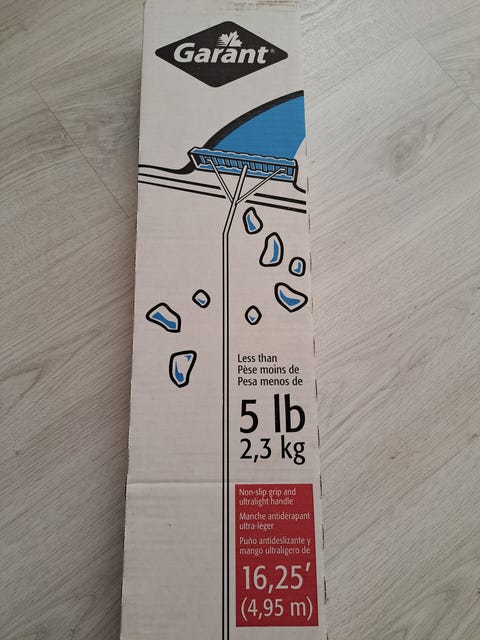 Garant®
Less than
Pèse moins de
Pesa menos de
5 lb
2,3 kg
Non-slip grip and
ultralight handle
Manche antidérapant
ultra-léger
Puño antideslizante y
mango ultraligero de
16,25'
(4,95 m)